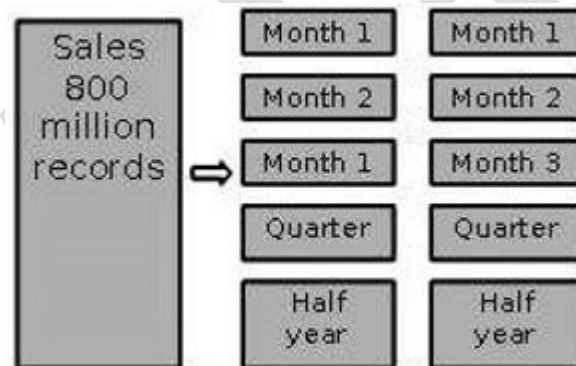 Sales
800
million
records
Month 1
Month 2
Month 1
Quarter
Half
year
Month 1
Month 2
Month 3
Quarter
Half
year